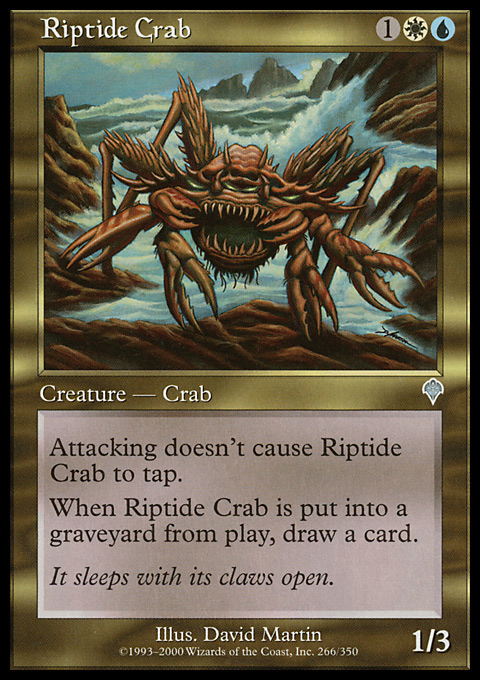 Riptide Crab 1
Creature — Crab
Attacking doesn't cause Riptide
Crab to tap.
When Riptide Crab is put into a
graveyard from play, draw a card.
It sleeps with its claws open.
Illus. David Martin
1/3
©1993–2000 Wizards of the Coast, Inc. 266/350